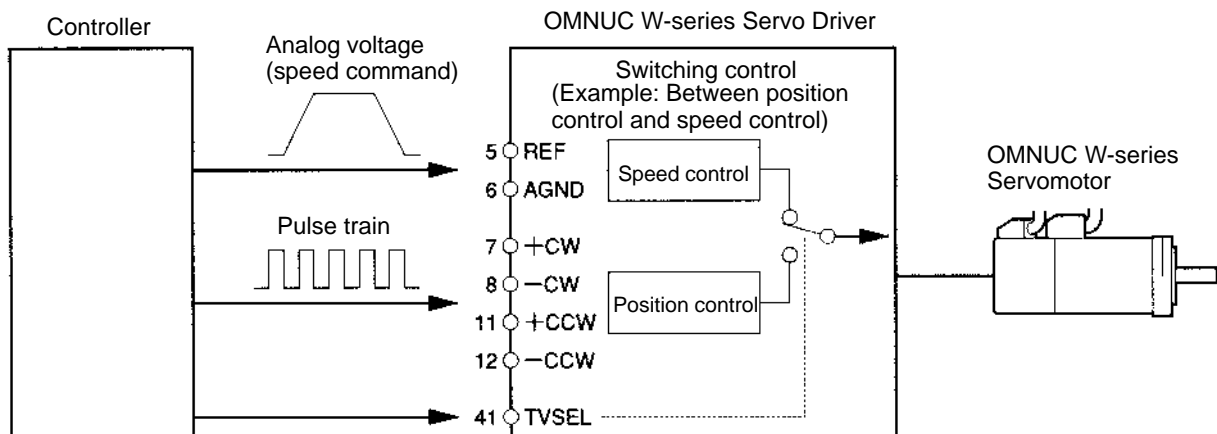 Controller
OMNUC W-series Servo Driver
Analog voltage
(speed command)
Switching control
(Example: Between position
control and speed control)
5 REF
6 AGND
Speed control
OMNUC W-series
Servomotor
Pulse train
7 +CW
8 −CW
11 +CCW
12 −CCW
Position control
41 TVSEL